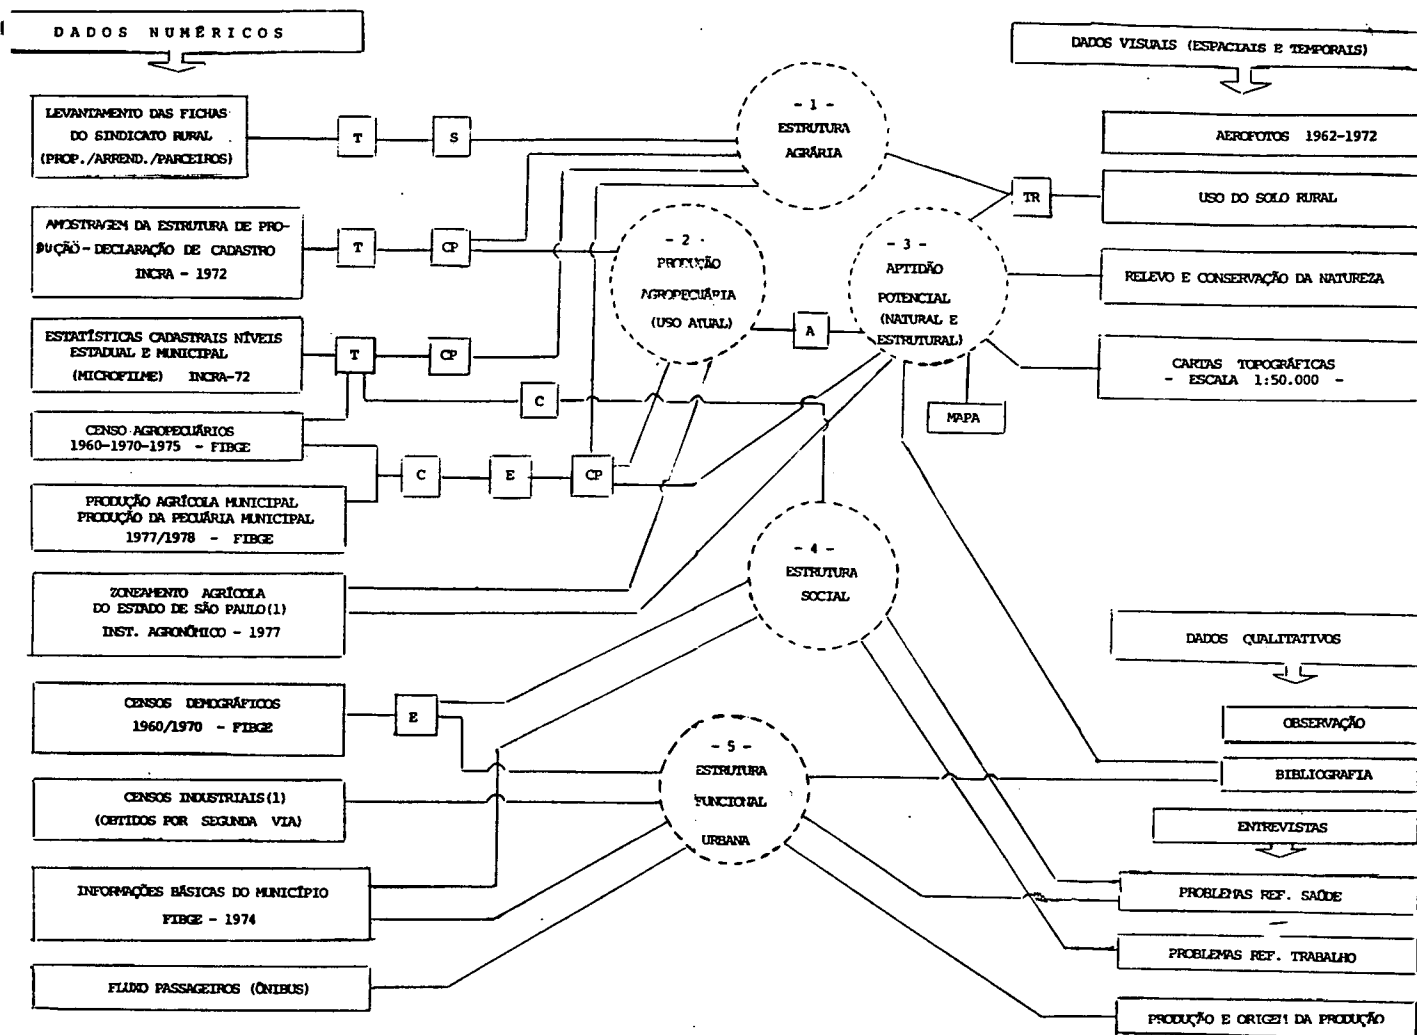 DADOS NUMÉRICOS
LEVANTAMENTO DAS FICHAS
DO SINDICATO RURAL
(PROP./ARREND./PARCEIROS)
T
S
AMOSTRAGEM DA ESTRUTURA DE PRO-
DUÇÃO - DECLARAÇÃO DE CADASTRO
INCRA - 1972
T
CP
ESTATÍSTICAS CADASTRAIS NÍVEIS
ESTADUAL E MUNICIPAL
(MICROFILME) INCRA-72
T
CP
C
CENSO AGROPECUÁRIOS
1960-1970-1975 - FIBGE
C
E
CP
PRODUÇÃO AGRÍCOLA MUNICIPAL
PRODUÇÃO DA PECUÁRIA MUNICIPAL
1977/1978 - FIBGE
ZONEAMENTO AGRÍCOLA
DO ESTADO DE SÃO PAULO(1)
INST. AGRONÔMICO - 1977
CENSOS DEMOGRÁFICOS
1960/1970 - FIBGE
E
CENSOS INDUSTRIAIS(1)
(OBTIDOS POR SEGUNDA VIA)
INFORMAÇÕES BÁSICAS DO MUNICÍPIO
FIBGE - 1974
FLUXO PASSAGEIROS (ÔNIBUS)
- 1 -
ESTRUTURA
AGRÁRIA
- 2 -
PRODUÇÃO
AGROPECUÁRIA
(USO ATUAL)
A
- 3 -
APTIDÃO
POTENCIAL
(NATURAL E
ESTRUTURAL)
MAPA
- 4 -
ESTRUTURA
SOCIAL
- 5 -
ESTRUTURA
FUNCIONAL
URBANA
DADOS VISUAIS (ESPACIAIS E TEMPORAIS)
AEROFOTOS 1962-1972
TR
USO DO SOLO RURAL
RELEVO E CONSERVAÇÃO DA NATUREZA
CARTAS TOPOGRÁFICAS
- ESCALA 1:50.000 -
DADOS QUALITATIVOS
OBSERVAÇÃO
BIBLIOGRAFIA
ENTREVISTAS
PROBLEMAS REF. SAÚDE
PROBLEMAS REF. TRABALHO
PRODUÇÃO E ORIGEM DA PRODUÇÃO